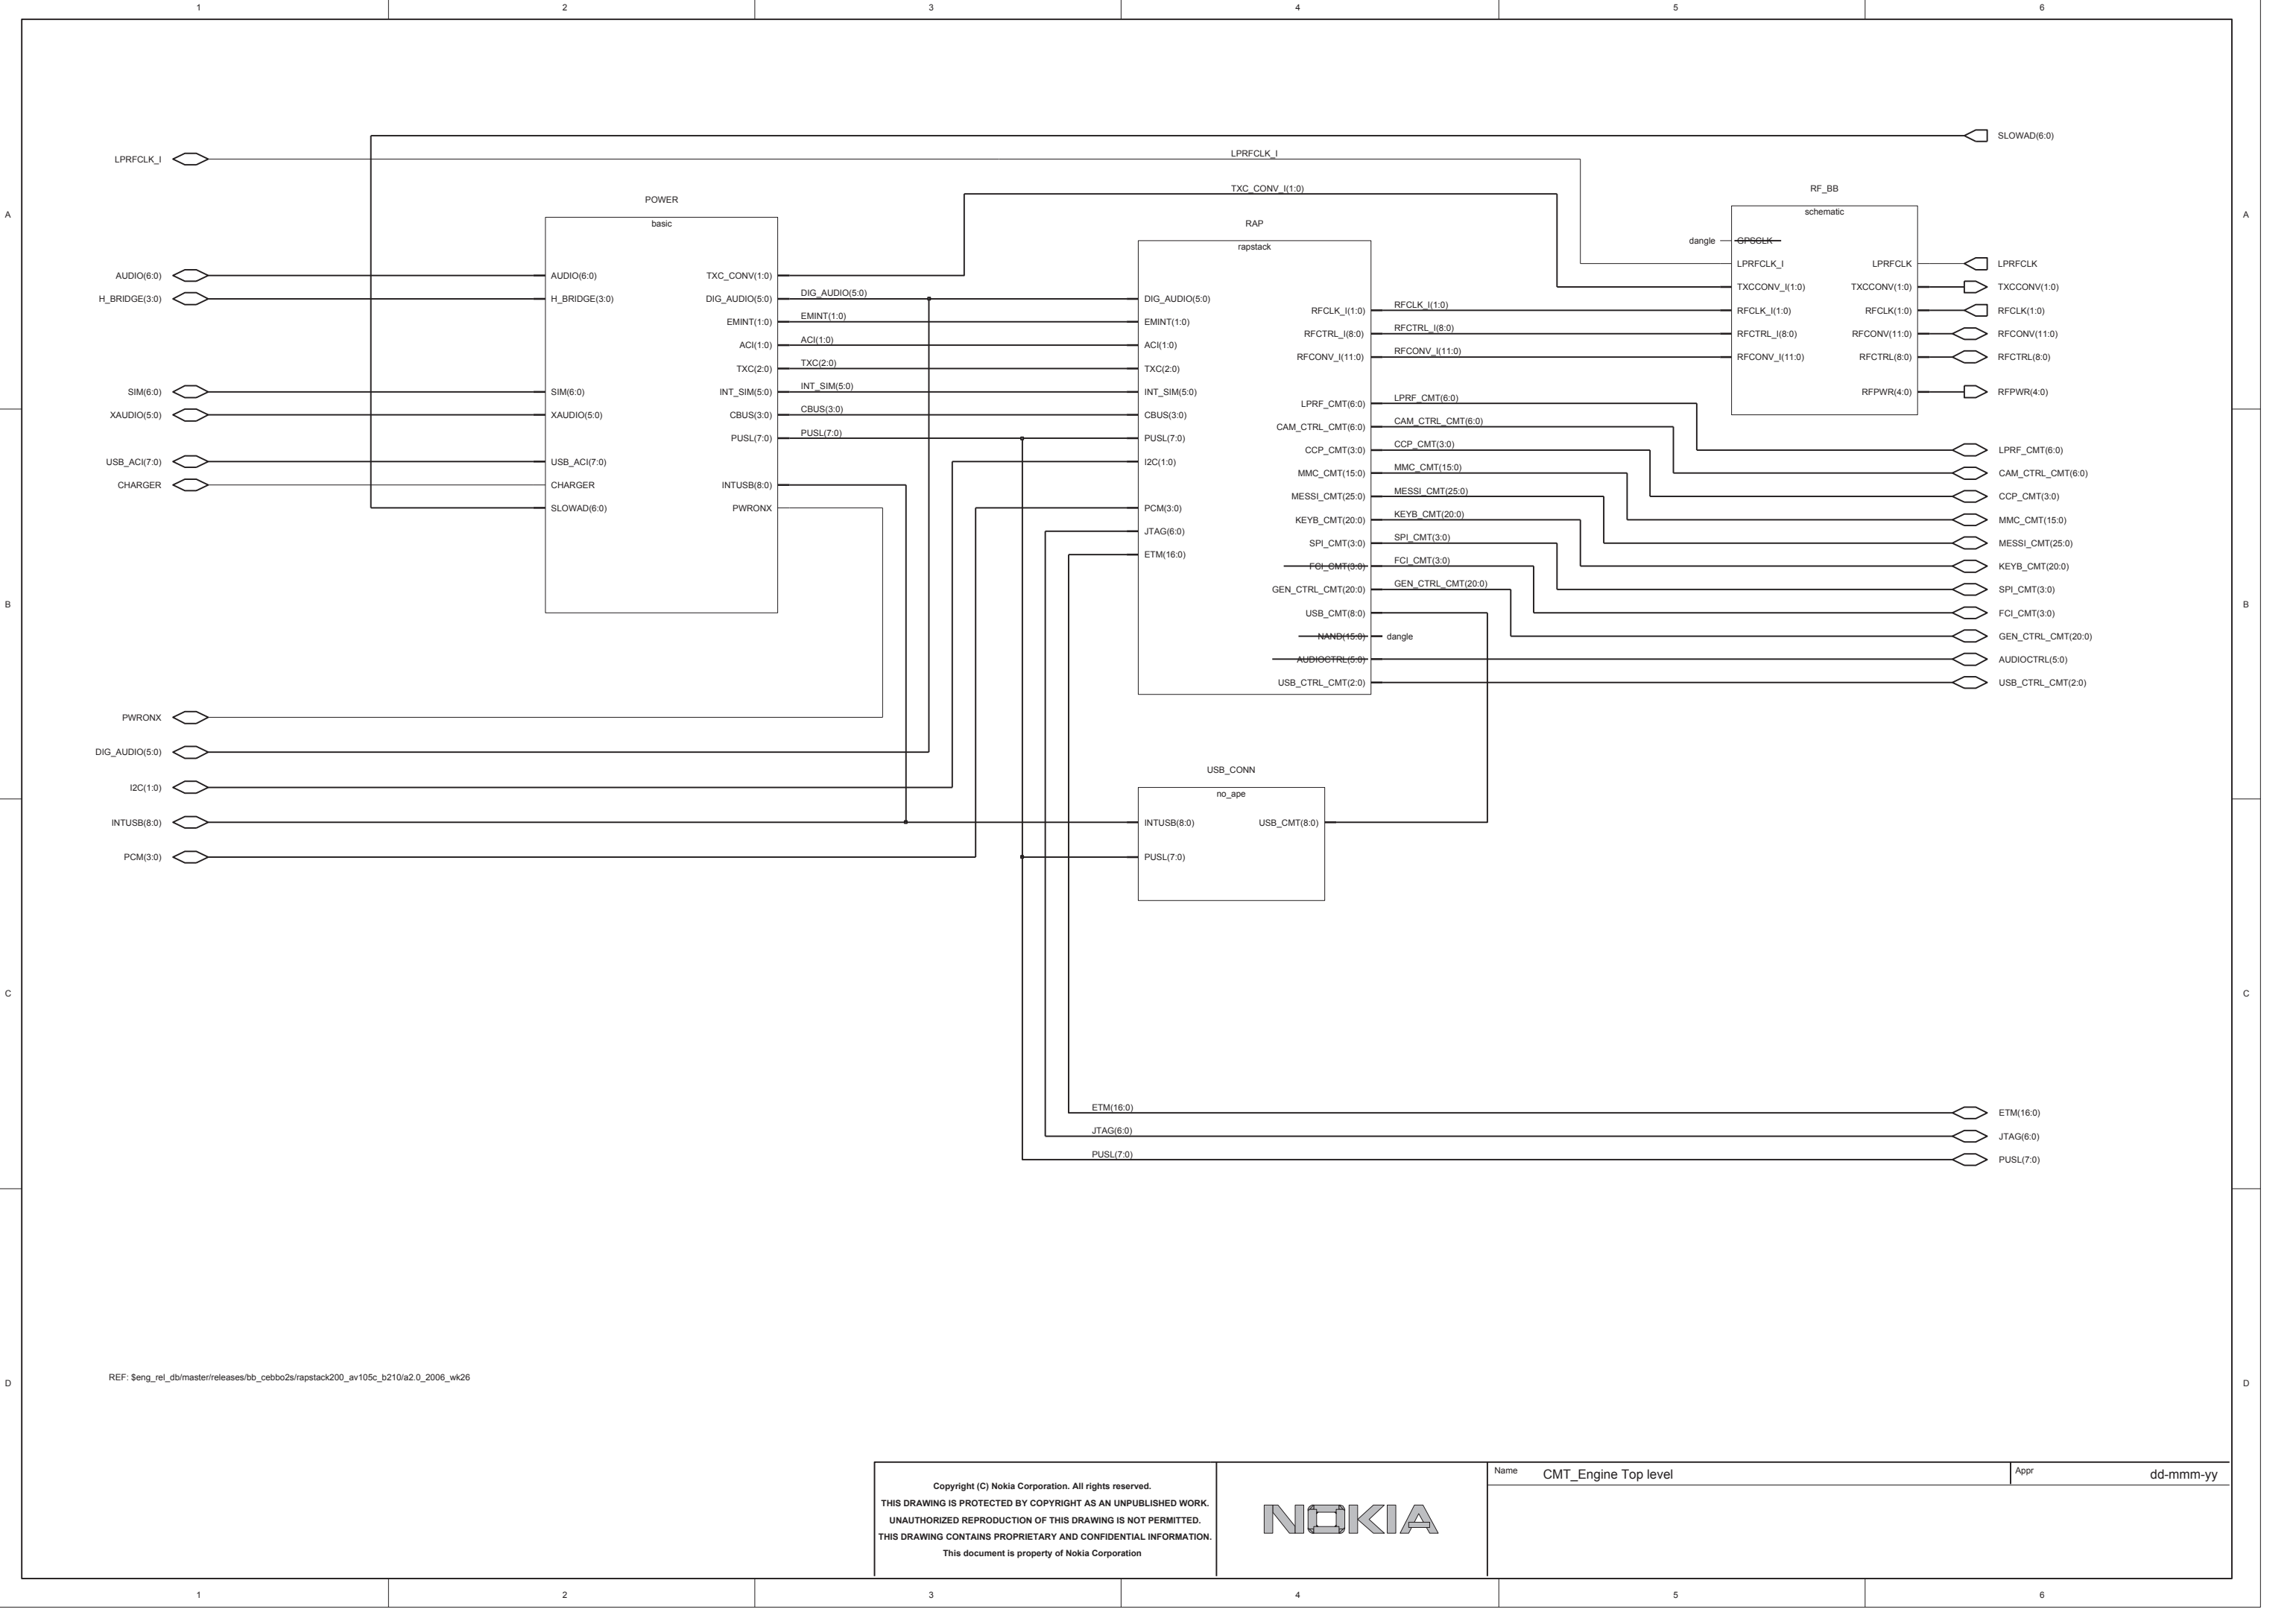 1 2 3 4 5 6
SLOWAD(6:0)
LPRFCLK_I LPRFCLK_I
TXC_CONV_I(1:0) RF_BB
POWER
schematic
A basic RAP A
dangle GPSCLK
rapstack
LPRFCLK_I LPRFCLK LPRFCLK
AUDIO(6:0) AUDIO(6:0) TXC_CONV(1:0)
TXCCONV_I(1:0) TXCCONV(1:0) TXCCONV(1:0)
H_BRIDGE(3:0) H_BRIDGE(3:0) DIG_AUDIO(5:0) DIG_AUDIO(5:0) DIG_AUDIO(5:0)
RFCLK_I(1:0) RFCLK_I(1:0) RFCLK_I(1:0) RFCLK(1:0) RFCLK(1:0)
EMINT(1:0) EMINT(1:0) EMINT(1:0)
RFCTRL_I(8:0) RFCTRL_I(8:0) RFCTRL_I(8:0) RFCONV(11:0) RFCONV(11:0)
ACI(1:0) ACI(1:0) ACI(1:0)
RFCONV_I(11:0) RFCONV_I(11:0) RFCONV_I(11:0) RFCTRL(8:0) RFCTRL(8:0)
TXC(2:0) TXC(2:0) TXC(2:0)
SIM(6:0) SIM(6:0) INT_SIM(5:0) INT_SIM(5:0) INT_SIM(5:0) RFPWR(4:0) RFPWR(4:0)
LPRF_CMT(6:0) LPRF_CMT(6:0)
XAUDIO(5:0) XAUDIO(5:0) CBUS(3:0) CBUS(3:0) CBUS(3:0)
CAM_CTRL_CMT(6:0) CAM_CTRL_CMT(6:0)
PUSL(7:0) PUSL(7:0) PUSL(7:0)
CCP_CMT(3:0) CCP_CMT(3:0) LPRF_CMT(6:0)
USB_ACI(7:0) USB_ACI(7:0) I2C(1:0)
MMC_CMT(15:0) MMC_CMT(15:0) CAM_CTRL_CMT(6:0)
CHARGER CHARGER INTUSB(8:0)
MESSI_CMT(25:0) MESSI_CMT(25:0) CCP_CMT(3:0)
SLOWAD(6:0) PWRONX PCM(3:0)
KEYB_CMT(20:0) KEYB_CMT(20:0) MMC_CMT(15:0)
JTAG(6:0)
SPI_CMT(3:0) SPI_CMT(3:0) MESSI_CMT(25:0)
ETM(16:0)
FCI_CMT(3:0) FCI_CMT(3:0) KEYB_CMT(20:0)
GEN_CTRL_CMT(20:0) GEN_CTRL_CMT(20:0) SPI_CMT(3:0)
B B
USB_CMT(8:0) FCI_CMT(3:0)
NAND(15:0) dangle GEN_CTRL_CMT(20:0)
AUDIOCTRL(5:0) AUDIOCTRL(5:0)
USB_CTRL_CMT(2:0) USB_CTRL_CMT(2:0)
PWRONX
DIG_AUDIO(5:0)
USB_CONN
I2C(1:0)
no_ape
INTUSB(8:0) INTUSB(8:0) USB_CMT(8:0)
PCM(3:0) PUSL(7:0)
C C
ETM(16:0) ETM(16:0)
JTAG(6:0) JTAG(6:0)
PUSL(7:0) PUSL(7:0)
REF: $eng_rel_db/master/releases/bb_cebbo2s/rapstack200_av105c_b210/a2.0_2006_wk26
D D
Name CMT_Engine Top level Appr dd-mmm-yy
Copyright (C) Nokia Corporation. All rights reserved.
THIS DRAWING IS PROTECTED BY COPYRIGHT AS AN UNPUBLISHED WORK.
UNAUTHORIZED REPRODUCTION OF THIS DRAWING IS NOT PERMITTED.
THIS DRAWING CONTAINS PROPRIETARY AND CONFIDENTIAL INFORMATION.
This document is property of Nokia Corporation
NOKIA
1 2 3 4 5 6